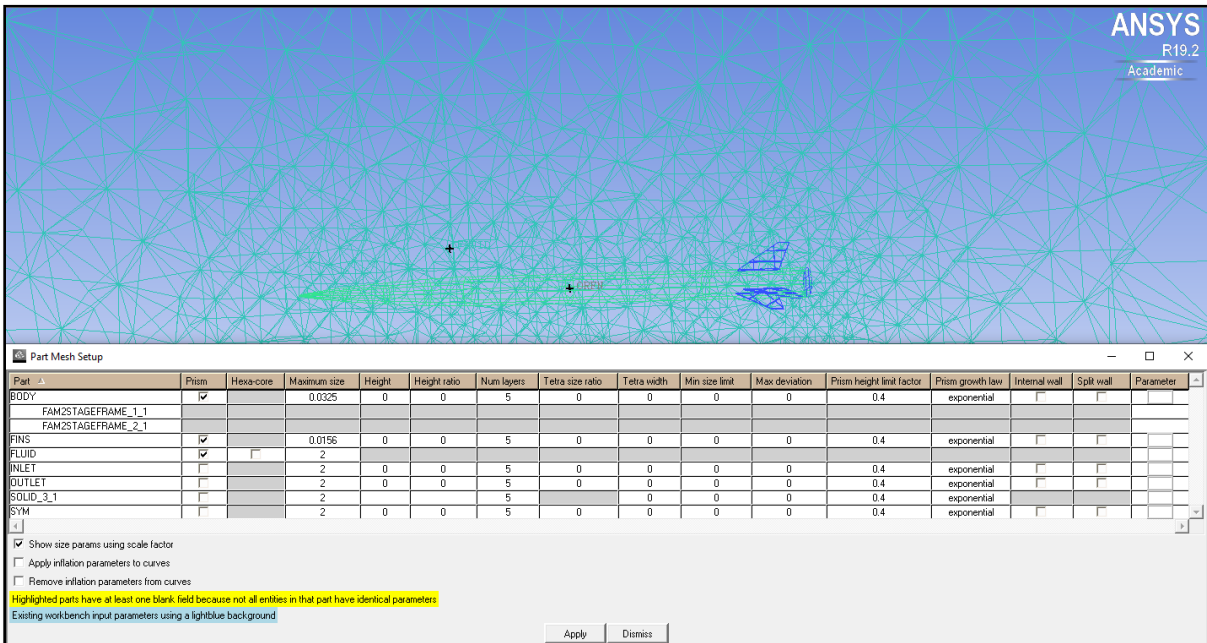 ANSYS
R19.2
Academic
Part Mesh Setup
Part Prism Hexa-core Maximum size Height Height ratio Num layers Tetra size ratio Tetra width Min size limit Max deviation Prism height limit factor Prism growth law Internal wall Split wall Parameter
BODY 0.0325 0 0 5 0 0 0 0 0.4 exponential
FAM2STAGEFRAME_1_1
FAM2STAGEFRAME_2_1
FINS 0.0156 0 0 5 0 0 0 0 0.4 exponential
FLUID 2
INLET 2 0 0 5 0 0 0 0 0.4 exponential
OUTLET 2 0 0 5 0 0 0 0 0.4 exponential
SOLID_3_1 2 5 0 0 0 0.4 exponential
SYM 2 0 0 5 0 0 0 0 0.4 exponential
Show size params using scale factor
Apply inflation parameters to curves
Remove inflation parameters from curves
Highlighted parts have at least one blank field because not all entities in that part have identical parameters
Existing workbench input parameters using a lightblue background
Apply Dismiss